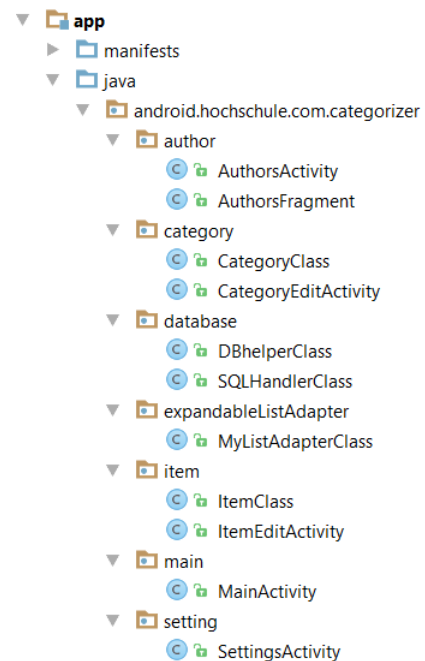 app
manifests
java
android.hochschule.com.categorizer
author
C AuthorsActivity
C AuthorsFragment
category
C CategoryClass
C CategoryEditActivity
database
C DBhelperClass
C SQLHandlerClass
expandableListAdapter
C MyListAdapterClass
item
C ItemClass
C ItemEditActivity
main
C MainActivity
setting
C SettingsActivity